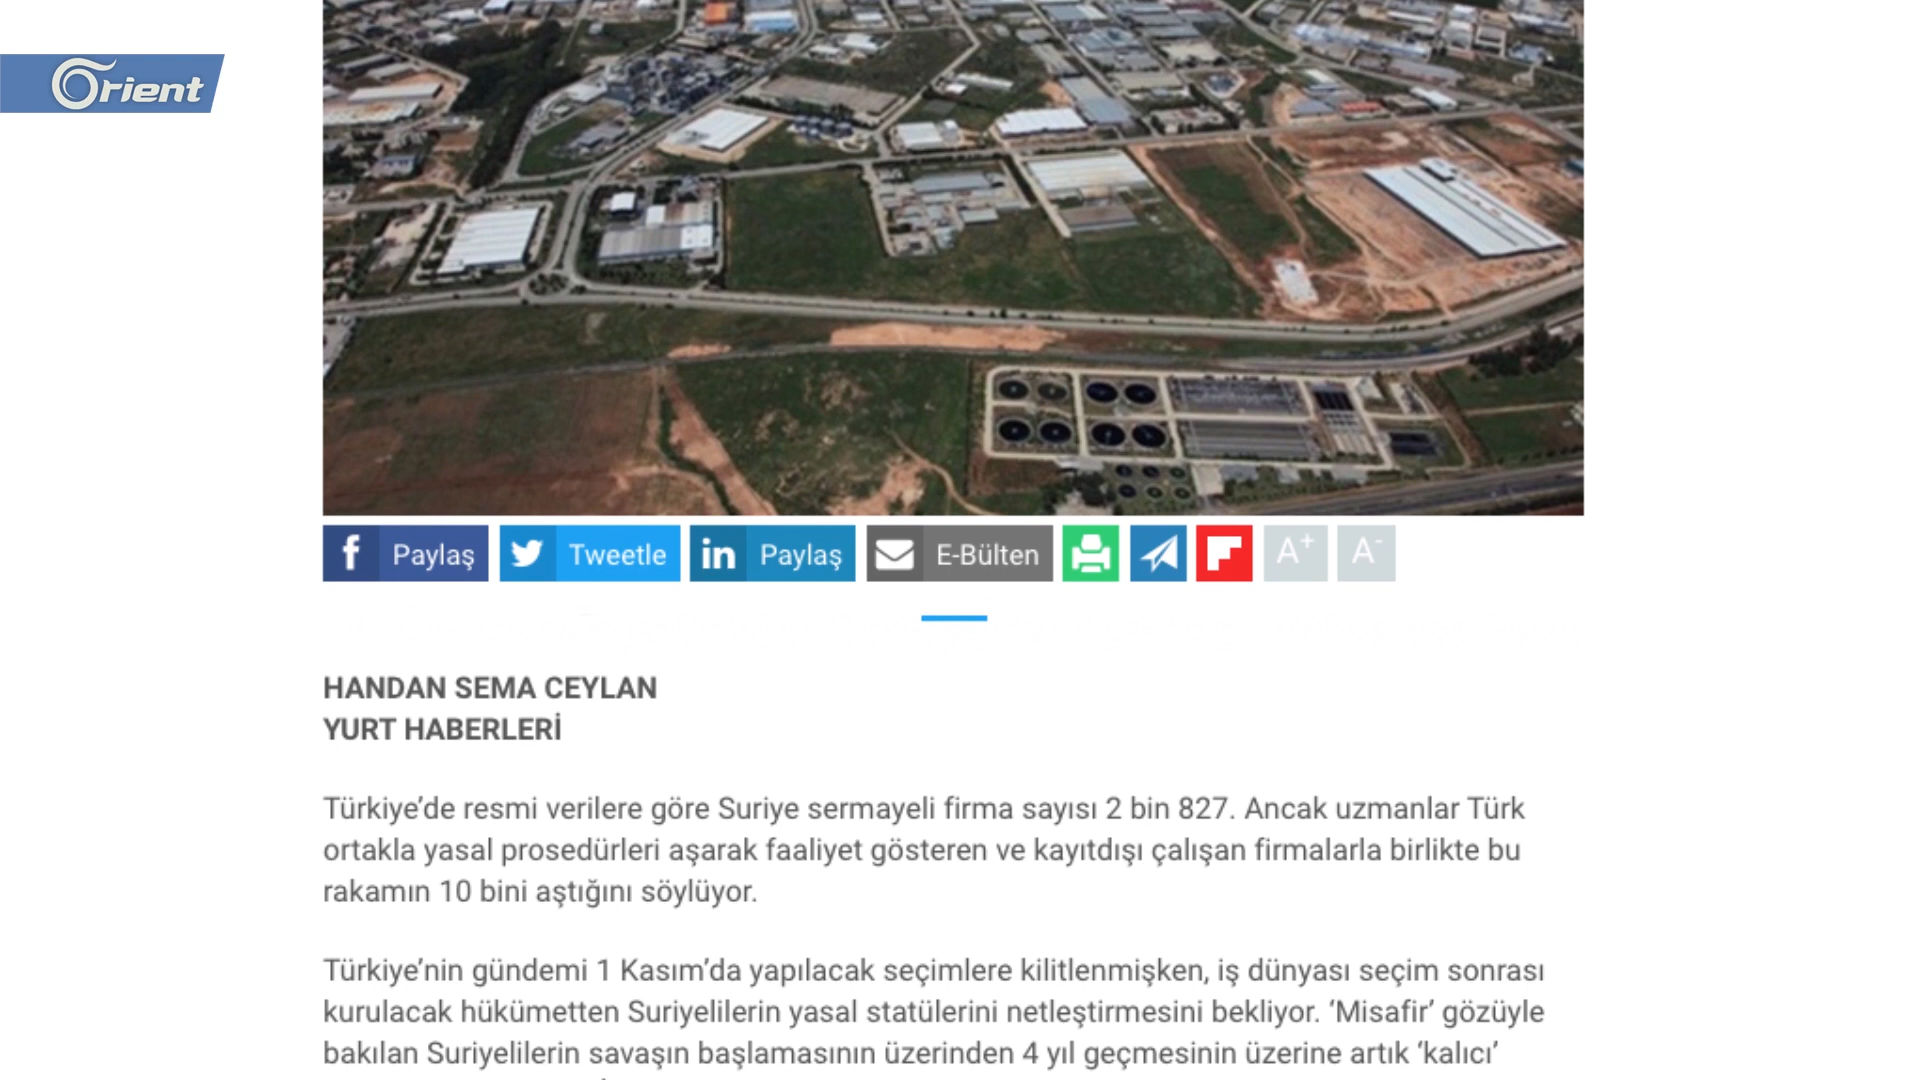 Orient
Paylaş
Tweetle
in
Paylaş
E-Bülten
A+
A-
HANDAN SEMA CEYLAN
YURT HABERLERİ
Türkiye’de resmi verilere göre Suriye sermayeli firma sayısı 2 bin 827. Ancak uzmanlar Türk
ortakla yasal prosedürleri aşarak faaliyet gösteren ve kayıtdışı çalışan firmalarla birlikte bu
rakamın 10 bini aştığını söylüyor.
Türkiye’nin gündemi 1 Kasım’da yapılacak seçimlere kilitlenmişken, iş dünyası seçim sonrası
kurulacak hükümetten Suriyelilerin yasal statülerini netleştirmesini bekliyor. ‘Misafir’ gözüyle
bakılan Suriyelilerin savaşın başlamasının üzerinden 4 yıl geçmesinin üzerine artık ‘kalıcı’